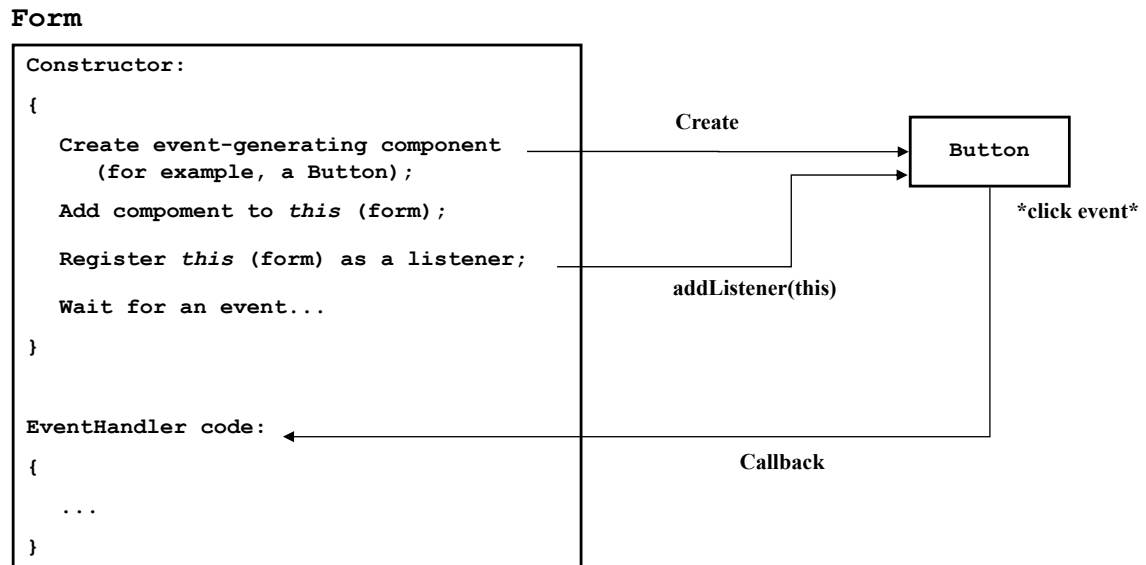 Form
Constructor:
{
Create event-generating component
(for example, a Button);
Add compoment to this (form);
Register this (form) as a listener;
Wait for an event...
}
EventHandler code:
{
...
}
Create
Button
*click event*
addListener(this)
Callback